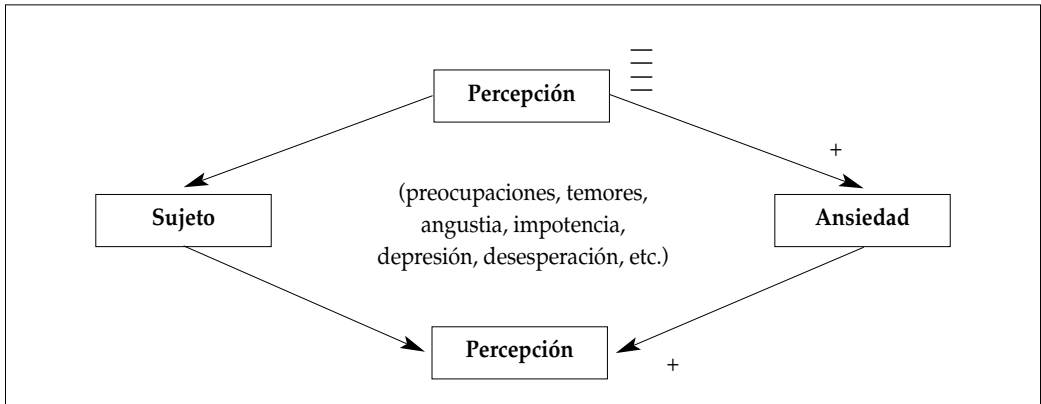 Percepción
+
(preocupaciones, temores,
Sujeto
angustia, impotencia,
Ansiedad
depresión, desesperación, etc.)
Percepción
+